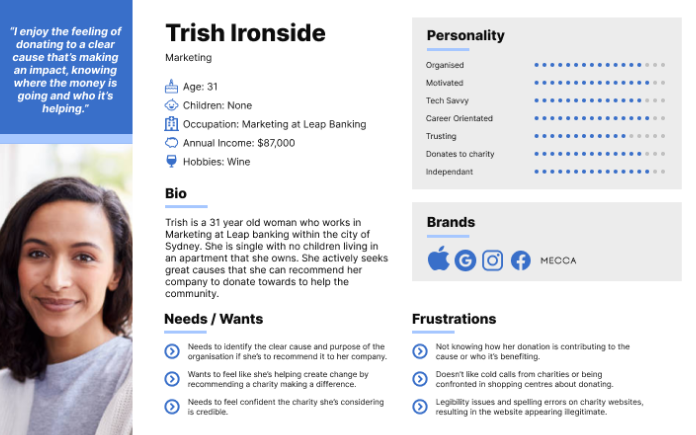 "I enjoy the feeling of
donating to a clear
cause that's making
an impact, knowing
where the money is
going and who it's
helping."
Trish Ironside
Marketing
Age: 31
Children: None
Occupation: Marketing at Leap Banking
Annual Income: $87,000
Hobbies: Wine
Bio
Trish is a 31 year old woman who works in
Marketing at Leap banking within the city of
Sydney. She is single with no children living in
an apartment that she owns. She actively seeks
great causes that she can recommend her
company to donate towards to help the
community.
Personality
Organised
Motivated
Tech Savvy
Career Orientated
Trusting
Donates to charity
Independant
Brands
G
MECCA
Needs / Wants
Needs to identify the clear cause and purpose of the
organisation if she's to recommend it to her company.
Wants to feel like she's helping create change by
recommending a charity making a difference.
Needs to feel confident the charity she's considering
is credible.
Frustrations
Not knowing how her donation is contributing to the
cause or who it's benefiting.
Doesn't like cold calls from charities or being
confronted in shopping centres about donating.
Legibility issues and spelling errors on charity websites,
resulting in the website appearing illegitimate.